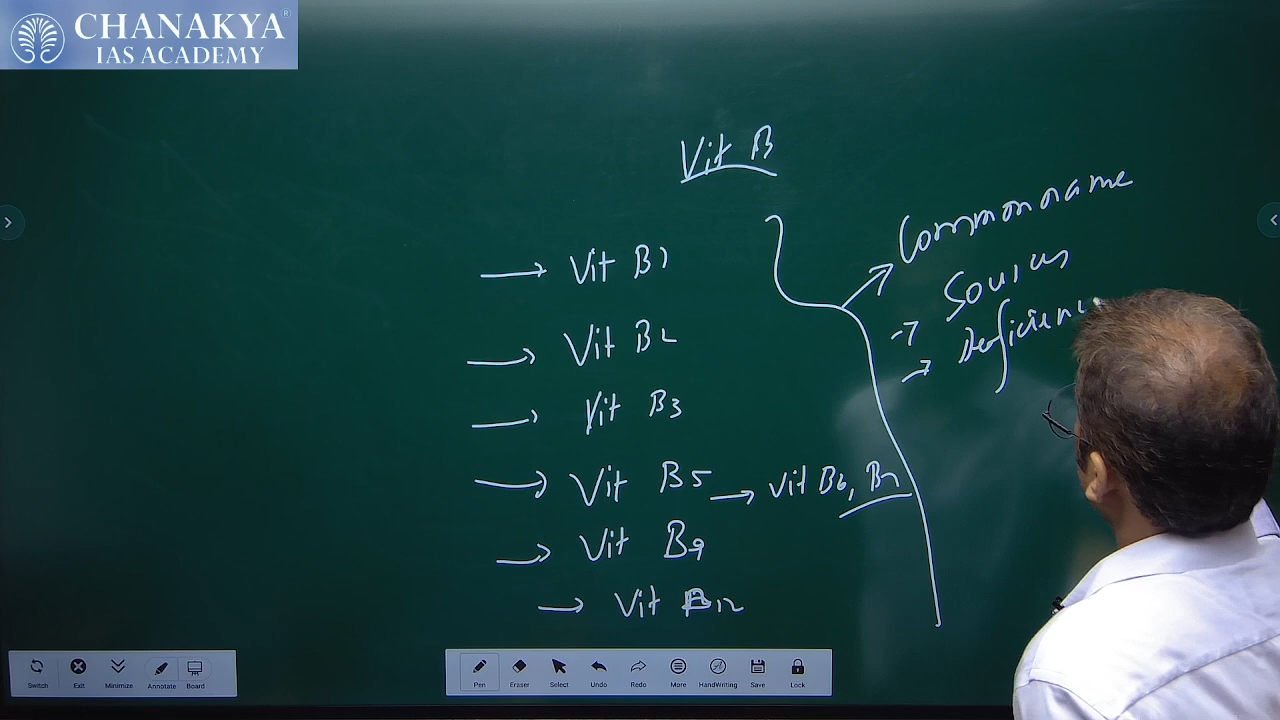 CHANAKYA
IAS ACADEMY
Vit B
→ Vit B1
→ Vit B2
→ Vit B3
→ Vit B5 → Vit B6, B7
→ Vit B9
→ Vit B12
→ Common name
→ Sources
→ Deficiency
Switch
Exit
Minimize
Annotate
Board
Pen
Eraser
Select
Undo
Redo
More
HandWriting
Save
Lock